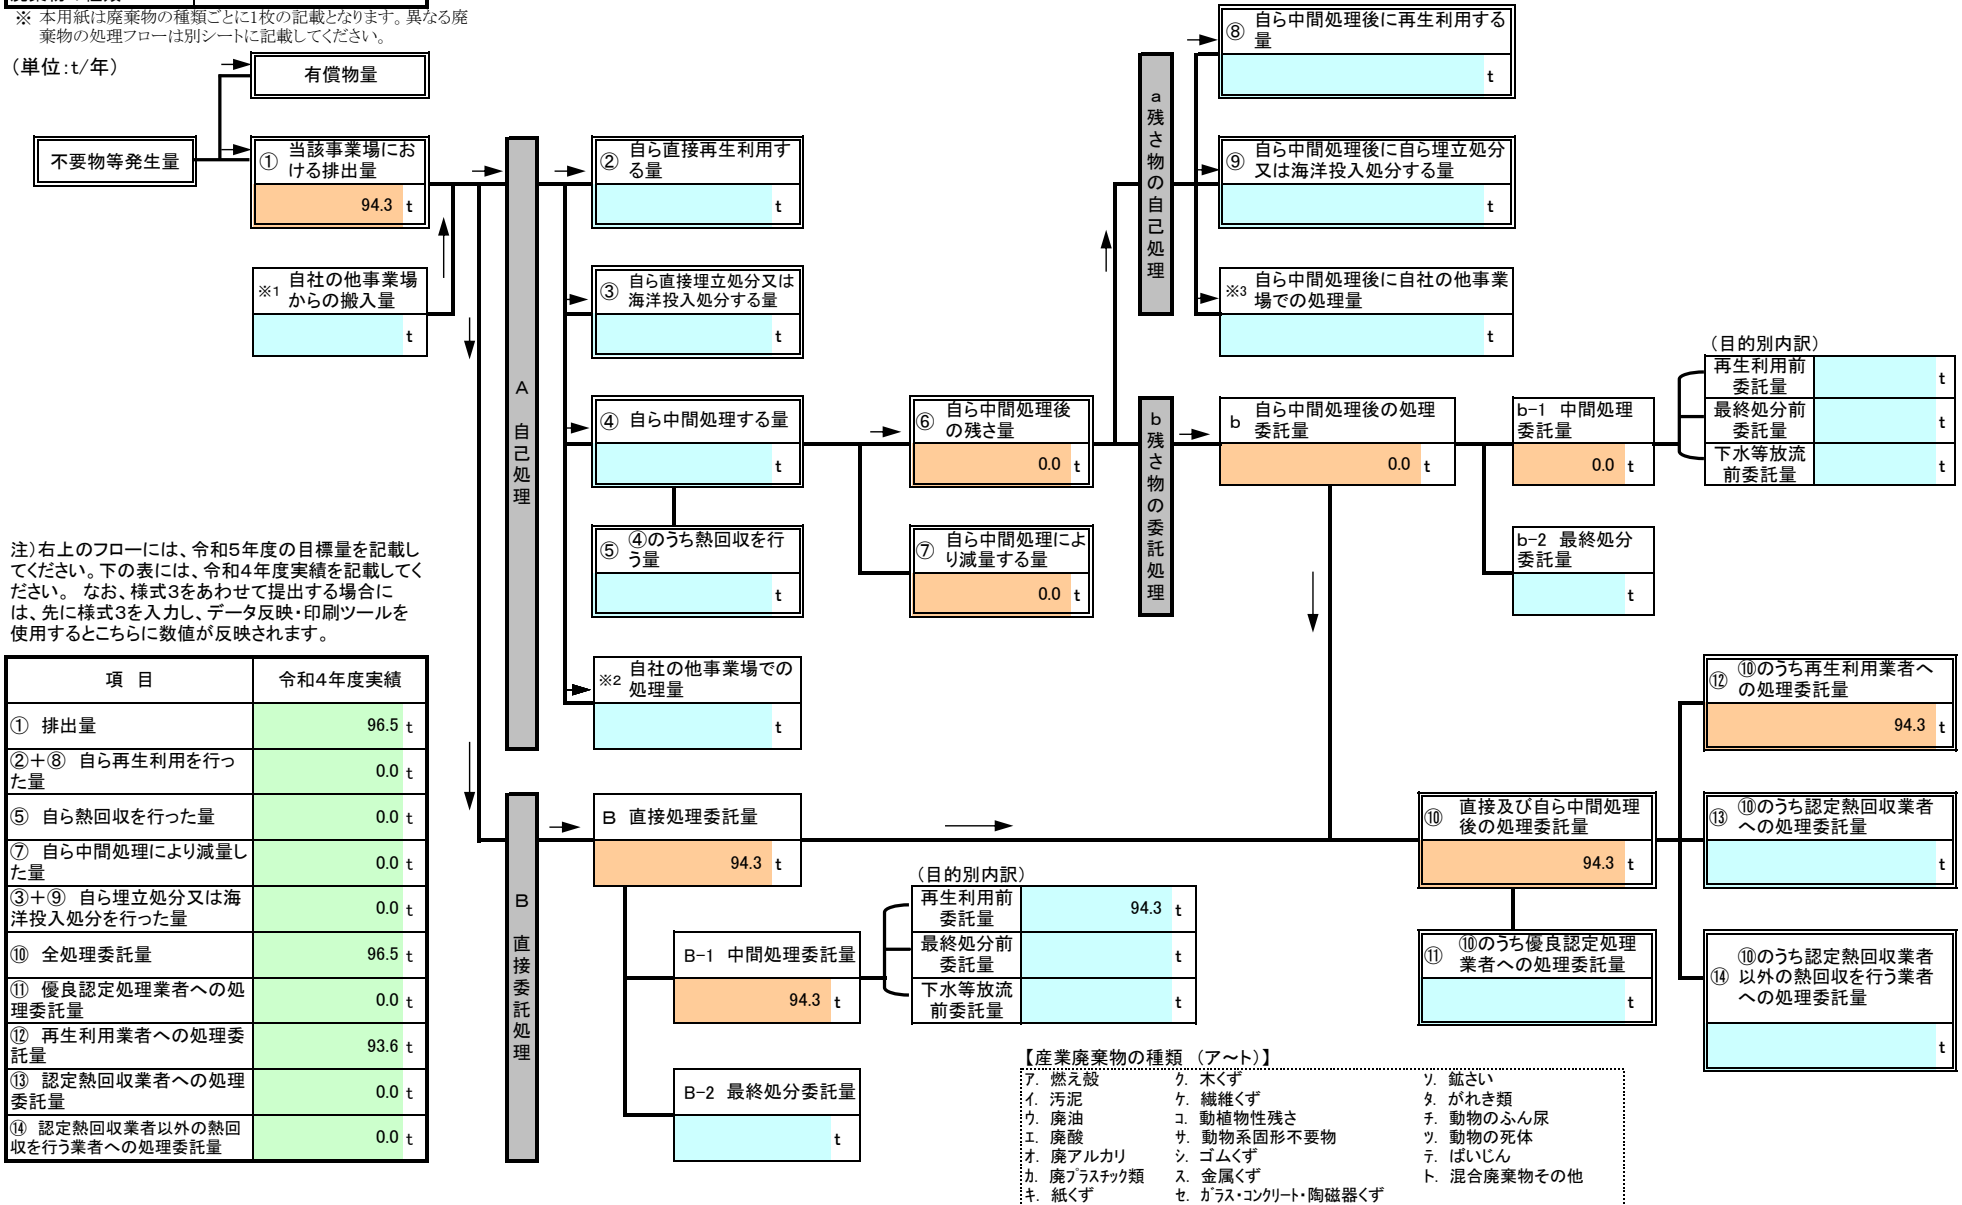 ※ 本用紙は廃棄物の種類ごとに1枚の記載となります。異なる廃
棄物の処理フローは別シートに記載してください。
(単位:t/年)
有償物量
不要物等発生量
① 当該事業場にお
ける排出量
94.3 t
※1 自社の他事業場
からの搬入量
t
A 自己処理
② 自ら直接再生利用す
る量
t
③ 自ら直接埋立処分又は
海洋投入処分する量
t
④ 自ら中間処理する量
t
⑤ ④のうち熱回収を行
う量
t
※2 自社の他事業場での
処理量
t
⑥ 自ら中間処理後
の残さ量
0.0 t
⑦ 自ら中間処理によ
り減量する量
0.0 t
a 残さ物の自己処理
⑧ 自ら中間処理後に再生利用する
量
t
⑨ 自ら中間処理後に自ら埋立処分
又は海洋投入処分する量
t
※3 自ら中間処理後に自社の他事業
場での処理量
t
b 残さ物の委託処理
b 自ら中間処理後の処理
委託量
0.0 t
b-1 中間処理
委託量
0.0 t
b-2 最終処分
委託量
t
(目的別内訳)
再生利用前
委託量
t
最終処分前
委託量
t
下水等放流
前委託量
t
注)右上のフローには、令和5年度の目標量を記載し
てください。下の表には、令和4年度実績を記載してく
ださい。 なお、様式3をあわせて提出する場合に
は、先に様式3を入力し、データ反映・印刷ツールを
使用するとこちらに数値が反映されます。
項 目 令和4年度実績
① 排出量 96.5 t
②+⑧ 自ら再生利用を行っ
た量
0.0 t
⑤ 自ら熱回収を行った量 0.0 t
⑦ 自ら中間処理により減量し
た量
0.0 t
③+⑨ 自ら埋立処分又は海
洋投入処分を行った量
0.0 t
⑩ 全処理委託量 96.5 t
⑪ 優良認定処理業者への処
理委託量
0.0 t
⑫ 再生利用業者への処理委
託量
93.6 t
⑬ 認定熱回収業者への処理
委託量
0.0 t
⑭ 認定熱回収業者以外の熱回
収を行う業者への処理委託量
0.0 t
B 直接委託処理
B 直接処理委託量
94.3 t
B-1 中間処理委託量
94.3 t
B-2 最終処分委託量
t
(目的別内訳)
再生利用前
委託量
94.3 t
最終処分前
委託量
t
下水等放流
前委託量
t
⑩ 直接及び自ら中間処理
後の処理委託量
94.3 t
⑪ ⑩のうち優良認定処理
業者への処理委託量
t
⑫ ⑩のうち再生利用業者へ
の処理委託量
94.3 t
⑬ ⑩のうち認定熱回収業者
への処理委託量
t
⑭ ⑩のうち認定熱回収業者
以外の熱回収を行う業者
への処理委託量
t
【産業廃棄物の種類 (ア~ト)】
ア. 燃え殻 ク. 木くず ソ. 鉱さい
イ. 汚泥 ケ. 繊維くず タ. がれき類
ウ. 廃油 コ. 動植物性残さ チ. 動物のふん尿
エ. 廃酸 サ. 動物系固形不要物 ツ. 動物の死体
オ. 廃アルカリ シ. ゴムくず テ. ばいじん
カ. 廃プラスチック類 ス. 金属くず ト. 混合廃棄物その他
キ. 紙くず セ. ガラス・コンクリート・陶磁器くず